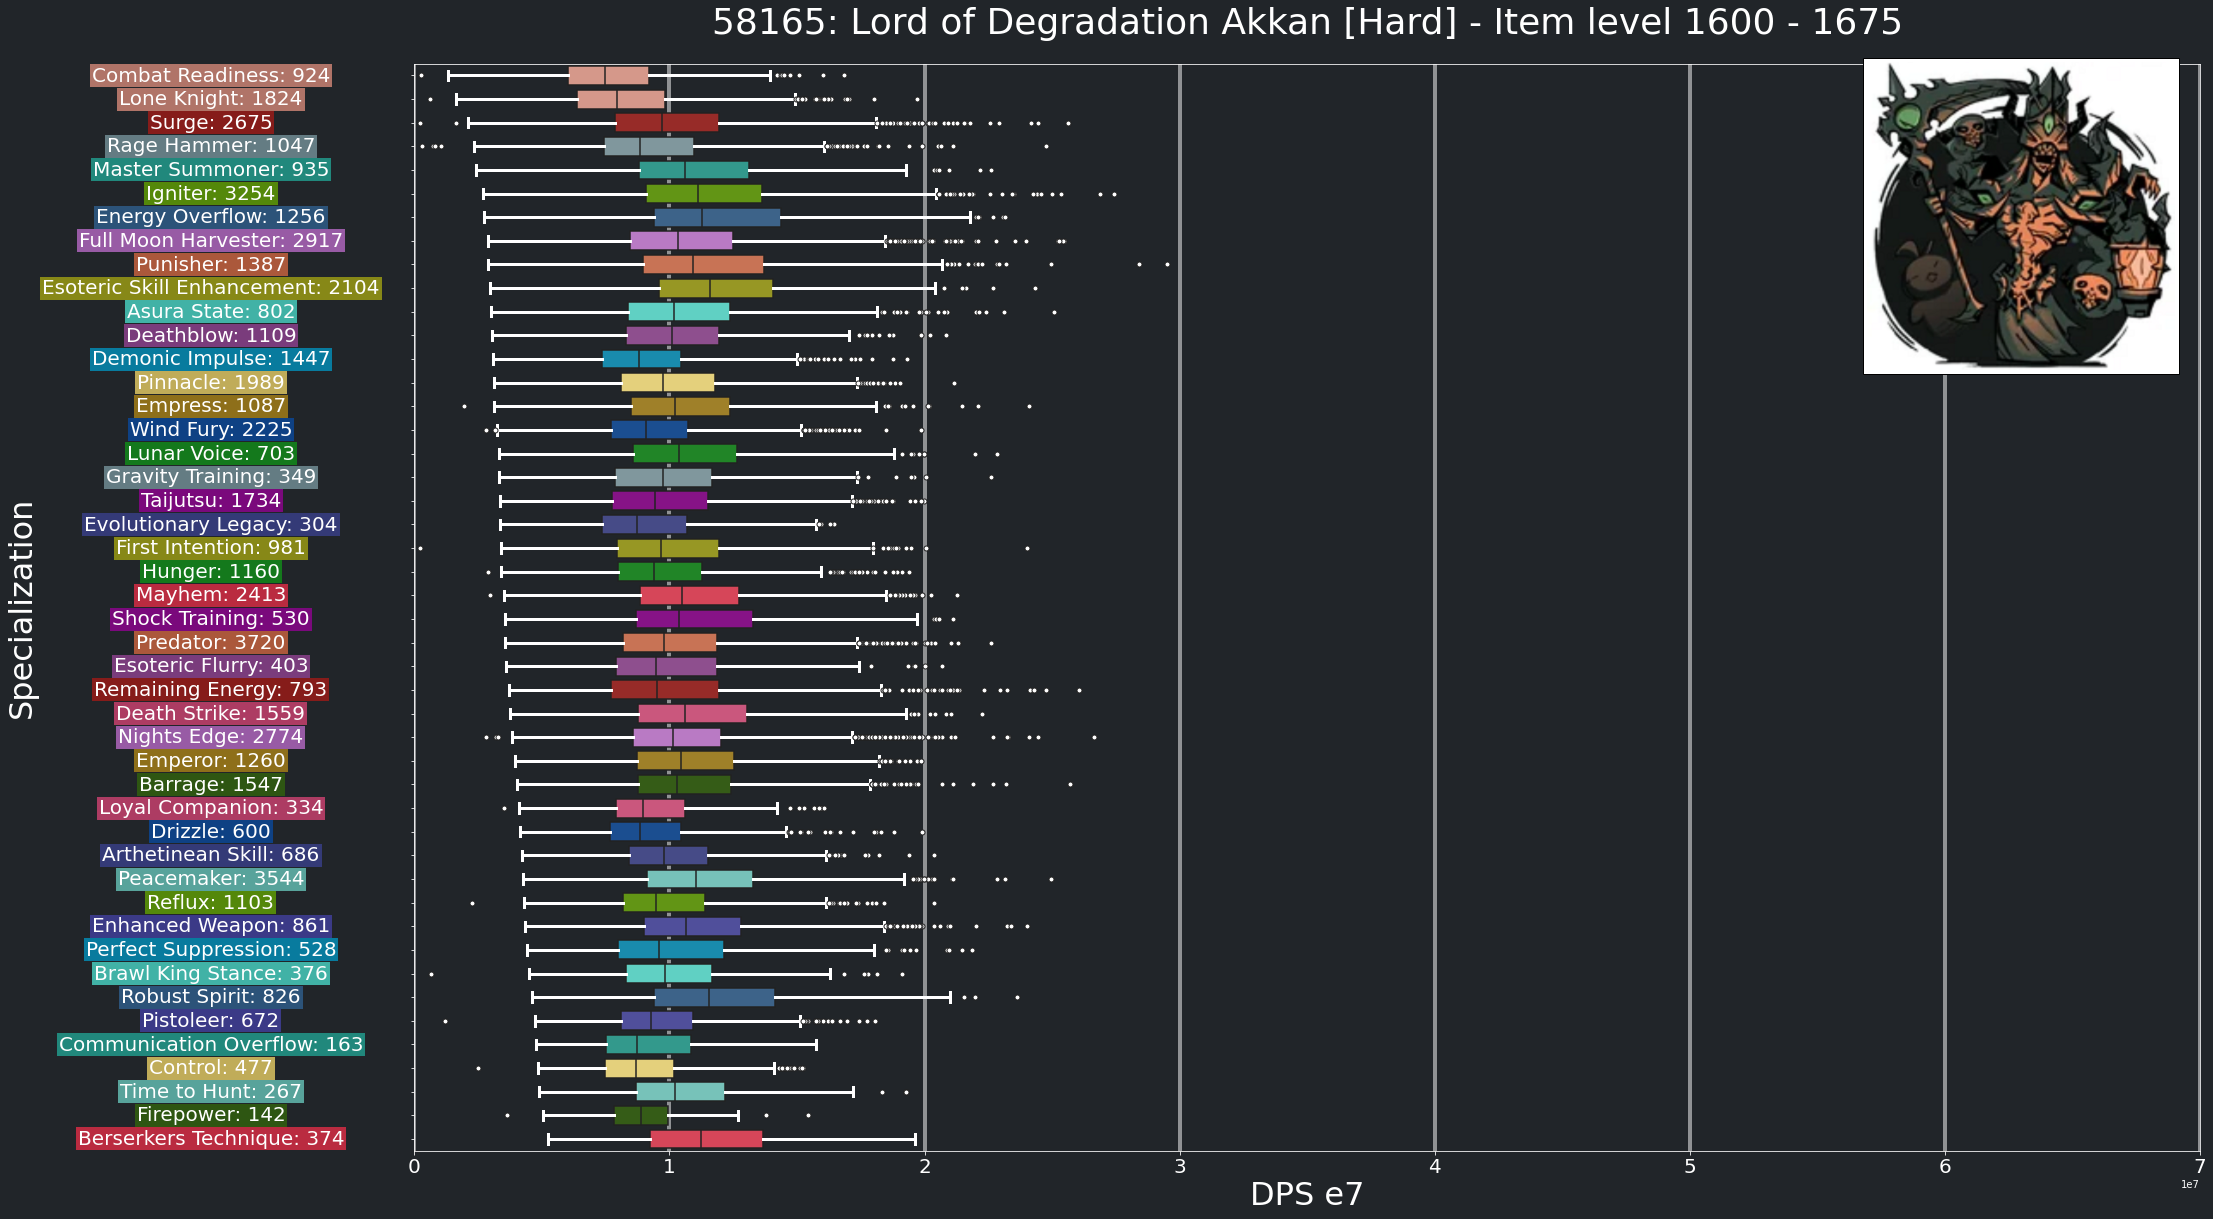 58165: Lord of Degradation Akkan [Hard] - Item level 1600 - 1675
Combat Readiness: 924
Lone Knight: 1824
Surge: 2675
Rage Hammer: 1047
Master Summoner: 935
Igniter: 3254
Energy Overflow: 1256
Full Moon Harvester: 2917
Punisher: 1387
Esoteric Skill Enhancement: 2104
Asura State: 802
Deathblow: 1109
Demonic Impulse: 1447
Pinnacle: 1989
Empress: 1087
Wind Fury: 2225
Lunar Voice: 703
Gravity Training: 349
Taijutsu: 1734
Evolutionary Legacy: 304
First Intention: 981
Hunger: 1160
Mayhem: 2413
Shock Training: 530
Predator: 3720
Esoteric Flurry: 403
Remaining Energy: 793
Death Strike: 1559
Nights Edge: 2774
Emperor: 1260
Barrage: 1547
Loyal Companion: 334
Drizzle: 600
Arthetinean Skill: 686
Peacemaker: 3544
Reflux: 1103
Enhanced Weapon: 861
Perfect Suppression: 528
Brawl King Stance: 376
Robust Spirit: 826
Pistoleer: 672
Communication Overflow: 163
Control: 477
Time to Hunt: 267
Firepower: 142
Berserkers Technique: 374
Specialization
0 1 2 3 4 5 6 7
1e7
DPS e7